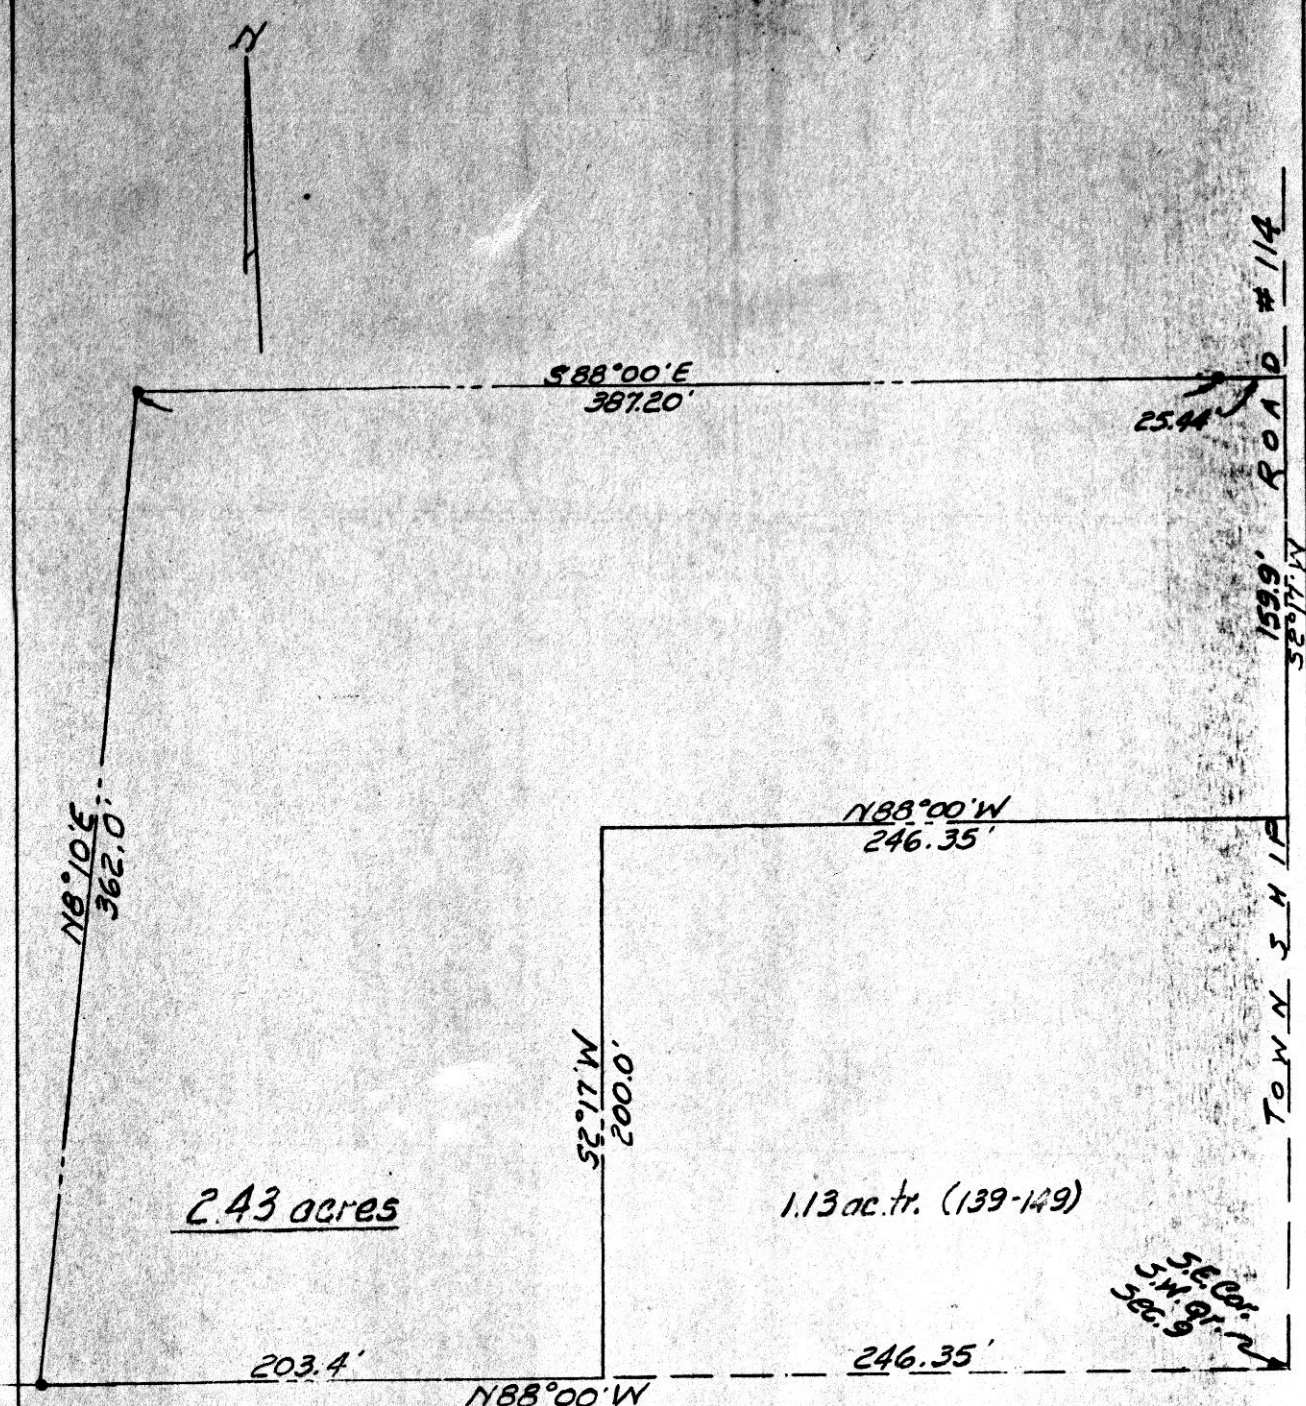 N
S 88°00'E
387.20'
25.44'
TOWNSHIP ROAD # 114
159.9'
S2°17'W
N88°00'W
246.35'
N8°10'E
362.0'
S2°17'W
200.0'
2.43 acres
1.13 ac. tr. (139-149)
S.E. Cor.
S.W. Qr.
Sec. 9
203.4'
246.35'
N88°00'W